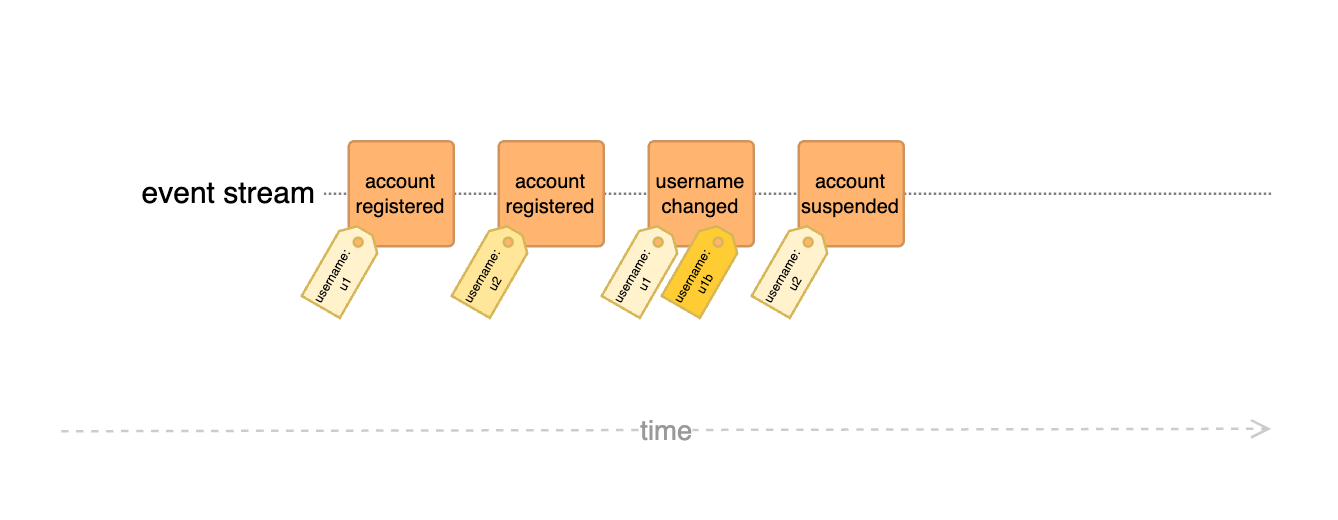 event stream
account
registered
account
registered
username
changed
account
suspended
username:
u1
username:
u2
username:
u1
username:
u1b
username:
u2
time